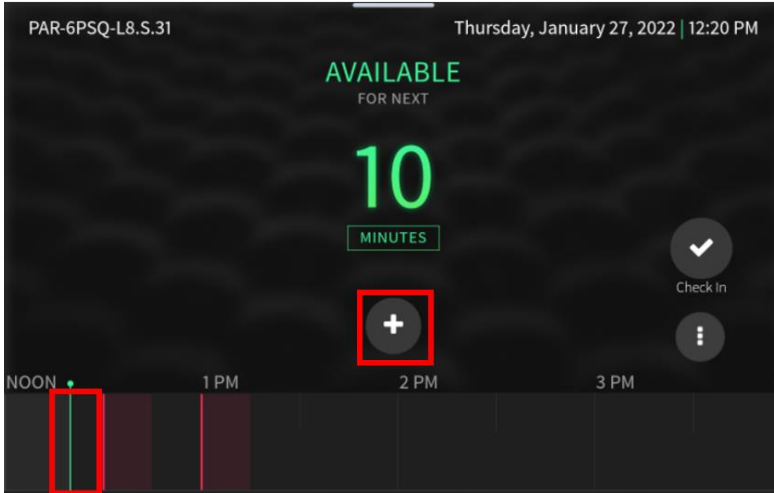 PAR-6PSQ-L8.S.31
Thursday, January 27, 2022 | 12:20 PM
AVAILABLE
FOR NEXT
10
MINUTES
Check In
NOON 1 PM 2 PM 3 PM